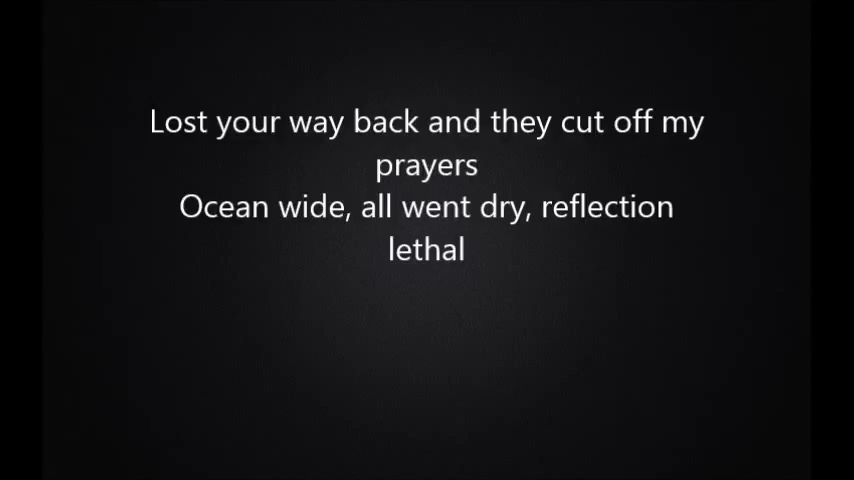 Lost your way back and they cut off my
prayers
Ocean wide, all went dry, reflection
lethal